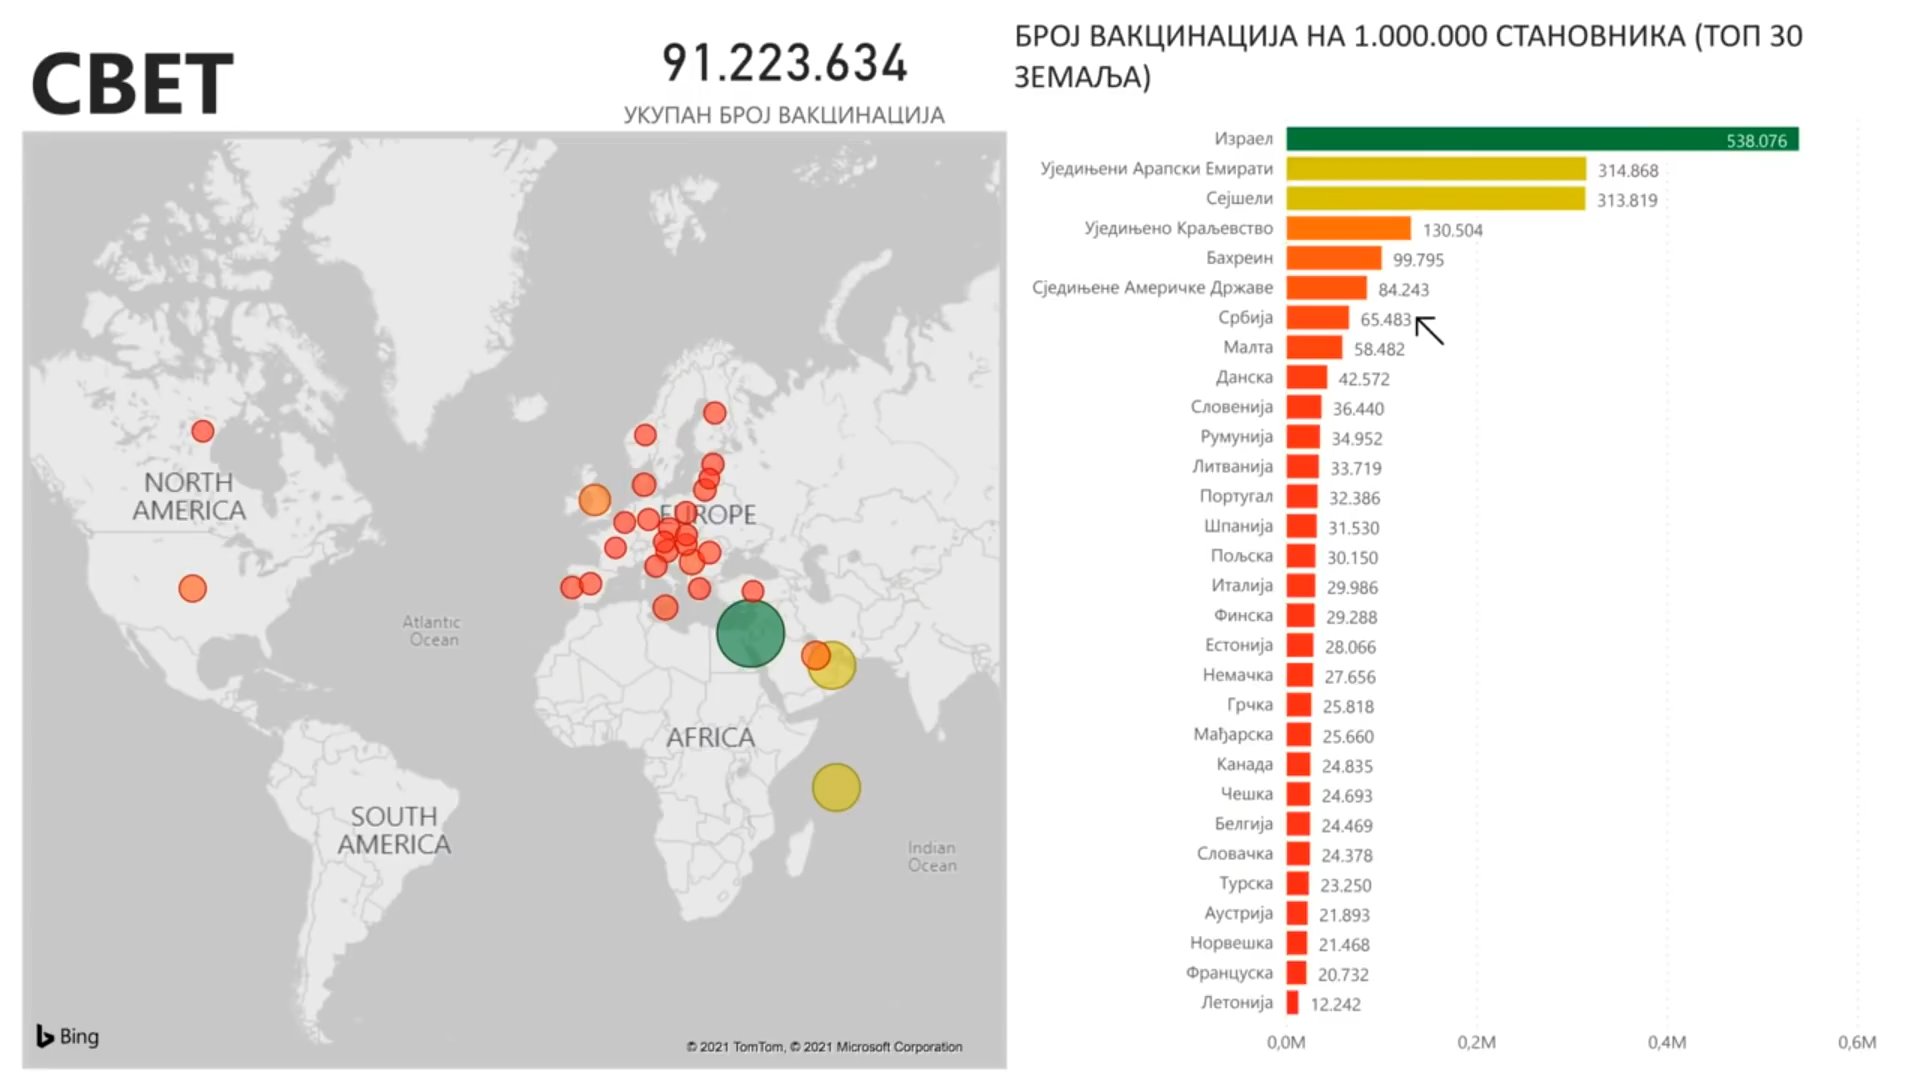 СВЕТ
91.223.634
УКУПАН БРОЈ ВАКЦИНАЦИЈА
NORTH
AMERICA
EUROPE
Atlantic
Ocean
AFRICA
SOUTH
AMERICA
Indian
Ocean
Bing
© 2021 TomTom, © 2021 Microsoft Corporation
БРОЈ ВАКЦИНАЦИЈА НА 1.000.000 СТАНОВНИКА (ТОП 30
ЗЕМАЉА)
Израел 538.076
Уједињени Арапски Емирати 314.868
Сејшели 313.819
Уједињено Краљевство 130.504
Бахреин 99.795
Сједињене Америчке Државе 84.243
Србија 65.483
Малта 58.482
Данска 42.572
Словенија 36.440
Румунија 34.952
Литванија 33.719
Португал 32.386
Шпанија 31.530
Пољска 30.150
Италија 29.986
Финска 29.288
Естонија 28.066
Немачка 27.656
Грчка 25.818
Мађарска 25.660
Канада 24.835
Чешка 24.693
Белгија 24.469
Словачка 24.378
Турска 23.250
Аустрија 21.893
Норвешка 21.468
Француска 20.732
Летонија 12.242
0,0M 0,2M 0,4M 0,6M